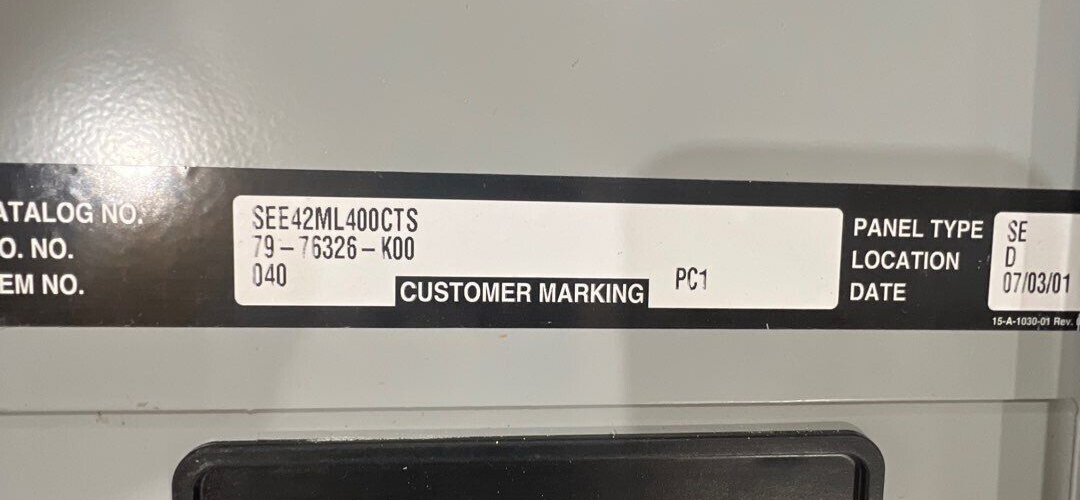 ATALOG NO. SEE42ML400CTS
O. NO. 79-76326-K00
EM NO. 040
CUSTOMER MARKING PC1
PANEL TYPE SE
LOCATION D
DATE 07/03/01
15-A-1030-01 Rev.